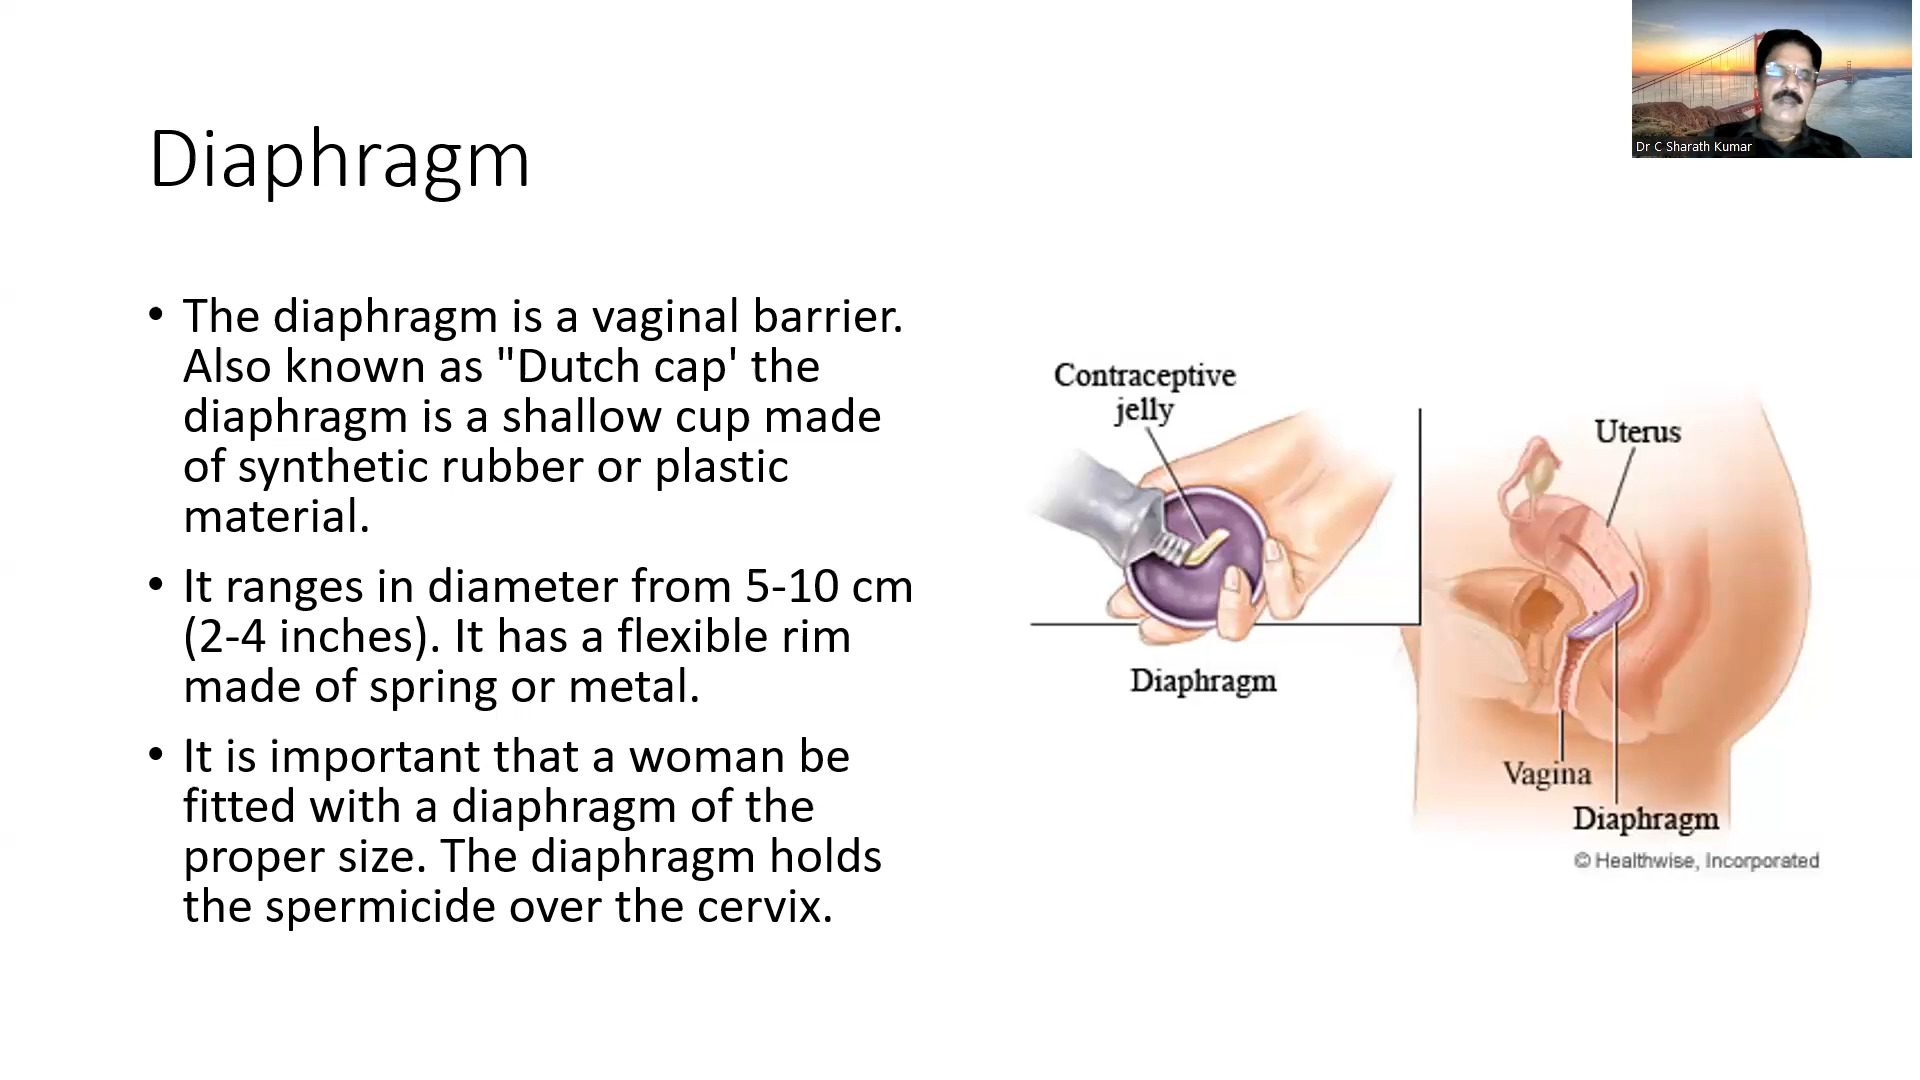 Dr C Sharath Kumar
Diaphragm
• The diaphragm is a vaginal barrier.
Also known as "Dutch cap' the
diaphragm is a shallow cup made
of synthetic rubber or plastic
material.
• It ranges in diameter from 5-10 cm
(2-4 inches). It has a flexible rim
made of spring or metal.
• It is important that a woman be
fitted with a diaphragm of the
proper size. The diaphragm holds
the spermicide over the cervix.
Contraceptive
jelly
Diaphragm
Uterus
Vagina
Diaphragm
© Healthwise, Incorporated